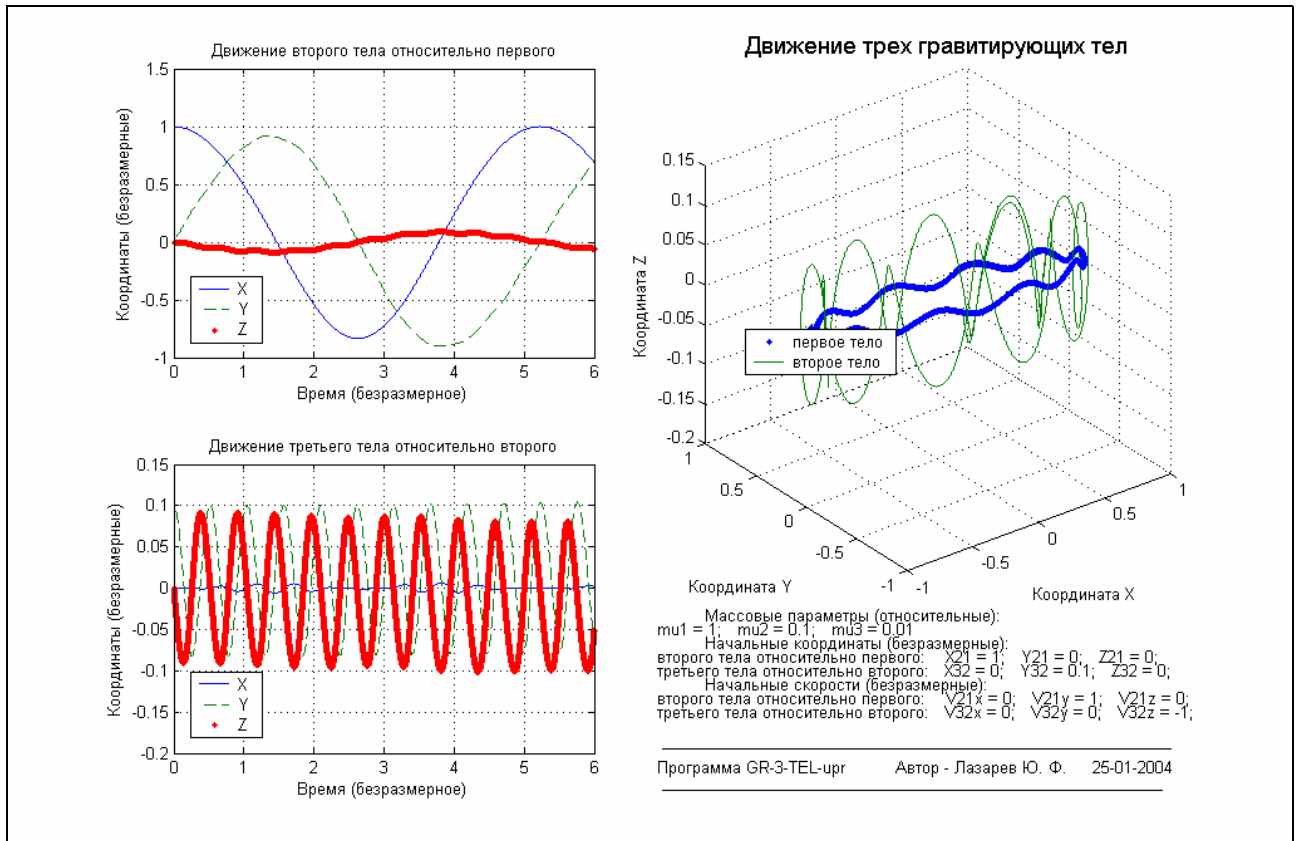 Движение второго тела относительно первого
1.5
1
0.5
0
-0.5
-1
Координаты (безразмерные)
X
Y
Z
0 1 2 3 4 5 6
Время (безразмерное)
Движение третьего тела относительно второго
0.15
0.1
0.05
0
-0.05
-0.1
-0.15
-0.2
Координаты (безразмерные)
X
Y
Z
0 1 2 3 4 5 6
Время (безразмерное)
Движение трех гравитирующих тел
0.15
0.1
0.05
0
-0.05
-0.1
-0.15
-0.2
Координата Z
первое тело
второе тело
1
0.5
0
-0.5
-1
Координата Y
-1
-0.5
0
0.5
1
Координата X
Массовые параметры (относительные):
mu1 = 1; mu2 = 0.1; mu3 = 0.01
Начальные координаты (безразмерные):
второго тела относительно первого: X21 = 1; Y21 = 0; Z21 = 0;
третьего тела относительно второго: X32 = 0; Y32 = 0.1; Z32 = 0;
Начальные скорости (безразмерные):
второго тела относительно первого: V21x = 0; V21y = 1; V21z = 0;
третьего тела относительно второго: V32x = 0; V32y = 0; V32z = -1;
Программа GR-3-TEL-upr Автор - Лазарев Ю. Ф. 25-01-2004